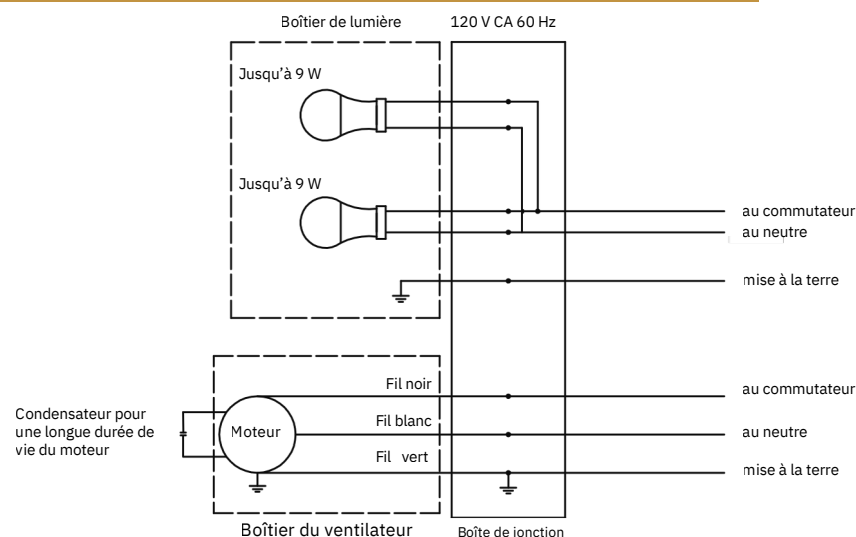 Boîtier de lumière
120 V CA 60 Hz
Jusqu'à 9 W
Jusqu'à 9 W
au commutateur
au neutre
mise à la terre
Fil noir
au commutateur
Condensateur pour
une longue durée de
vie du moteur
Moteur
Fil blanc
au neutre
Fil vert
mise à la terre
Boîtier du ventilateur
Boîte de jonction